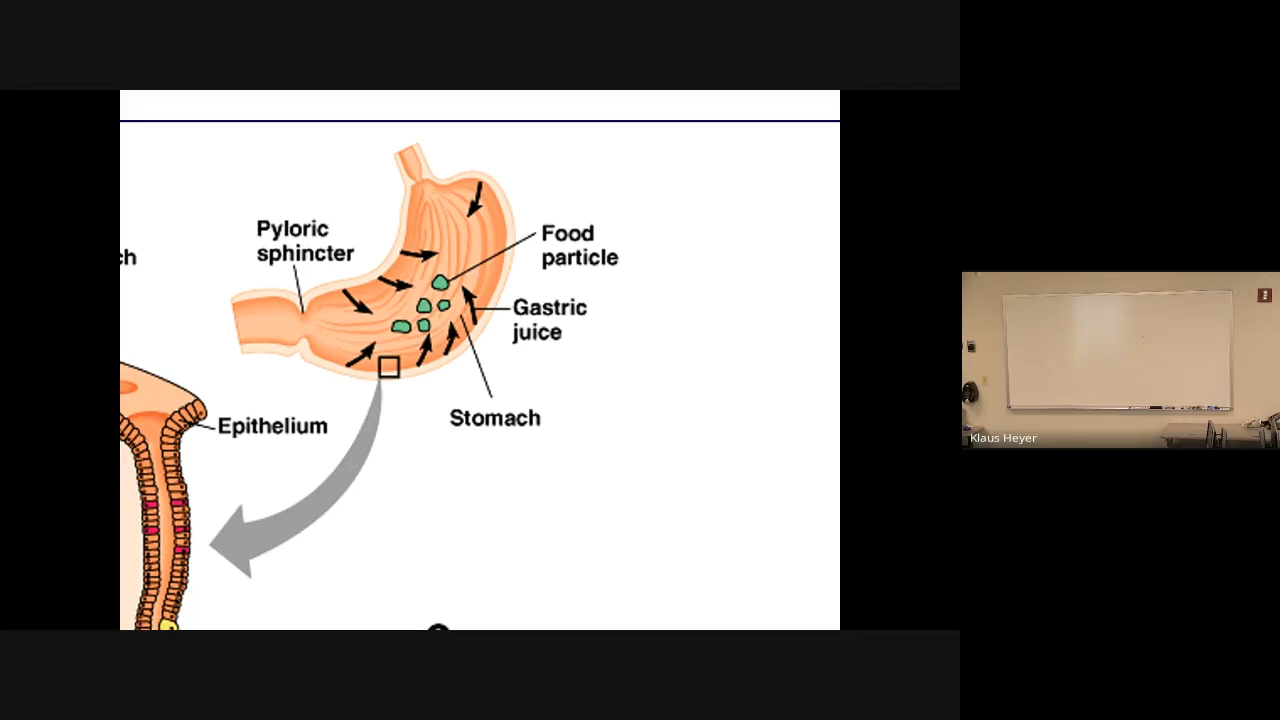 Pyloric
sphincter
ch
Food
particle
Gastric
juice
Stomach
Epithelium
Klaus Heyer